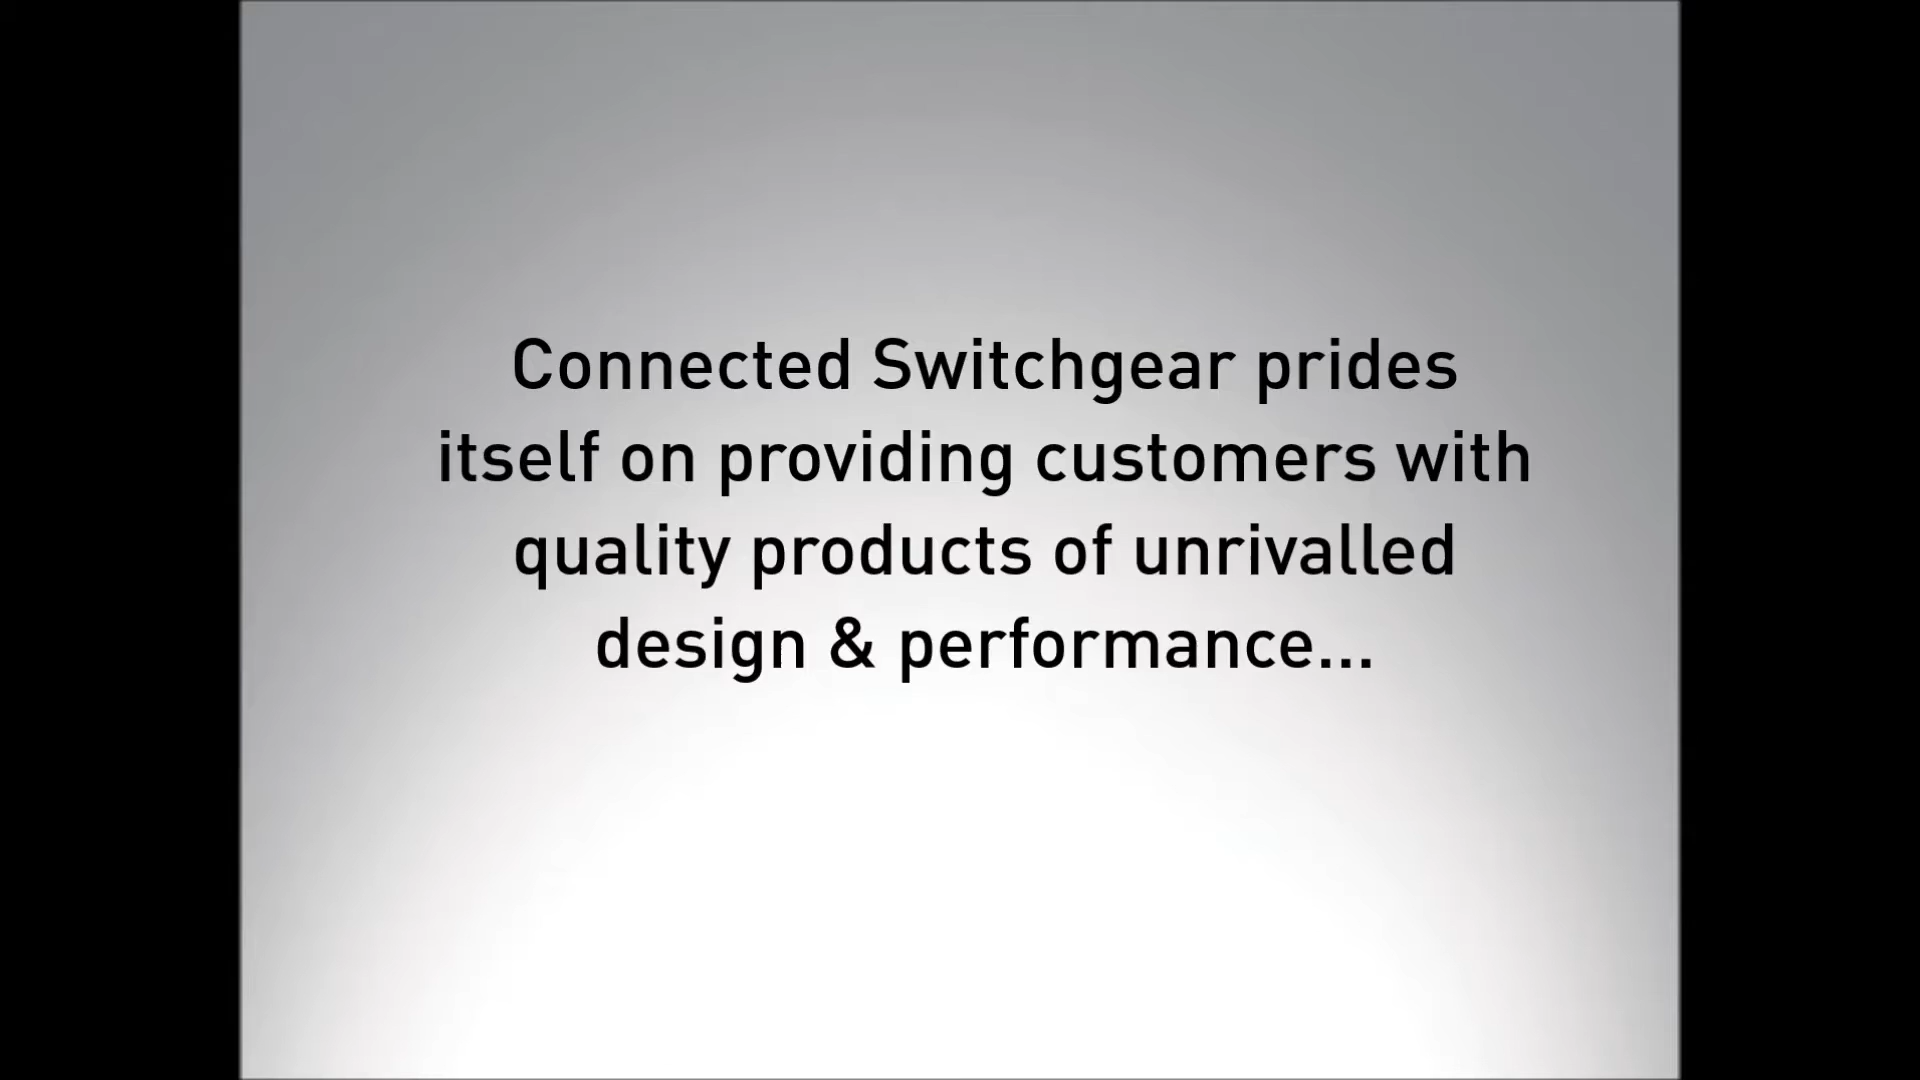 Connected Switchgear prides
itself on providing customers with
quality products of unrivalled
design & performance...